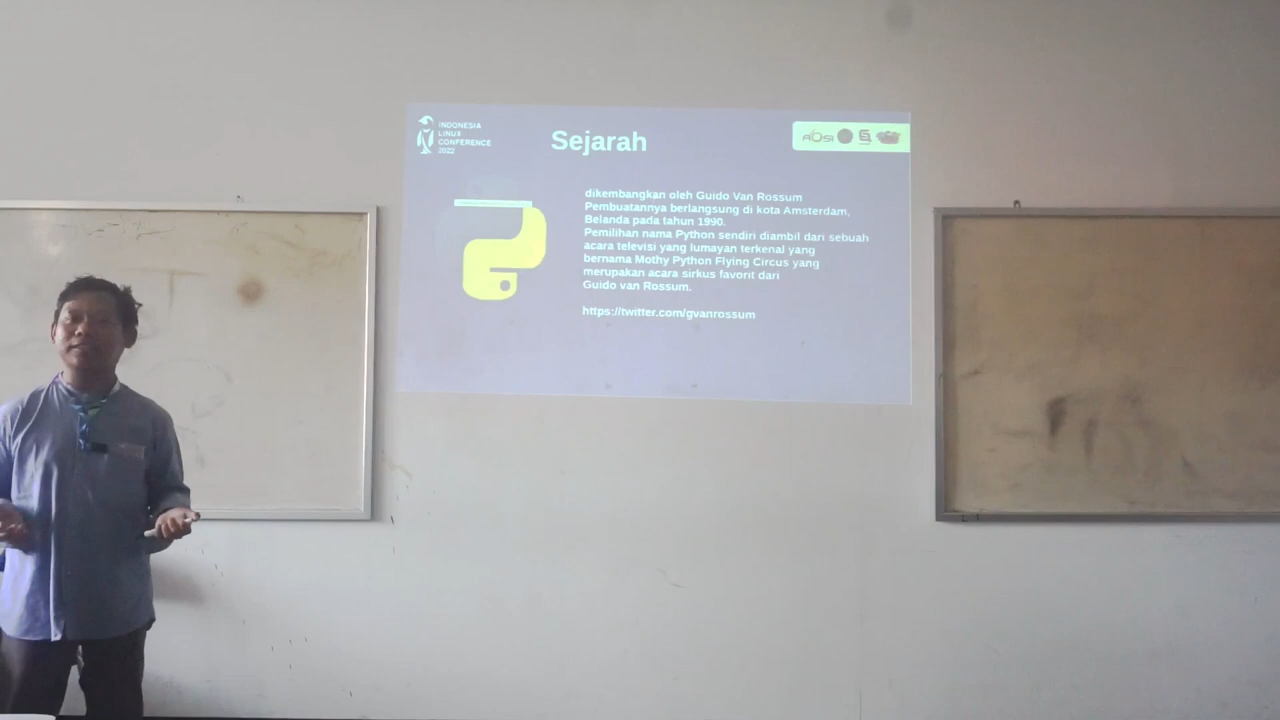 INDONESIA
LINUX
CONFERENCE
2022
Sejarah
AOSI
dikembangkan oleh Guido Van Rossum
Pembuatannya berlangsung di kota Amsterdam,
Belanda pada tahun 1990.
Pemilihan nama Python sendiri diambil dari sebuah
acara televisi yang lumayan terkenal yang
bernama Mothy Python Flying Circus yang
merupakan acara sirkus favorit dari
Guido van Rossum.
https://twitter.com/gvanrossum